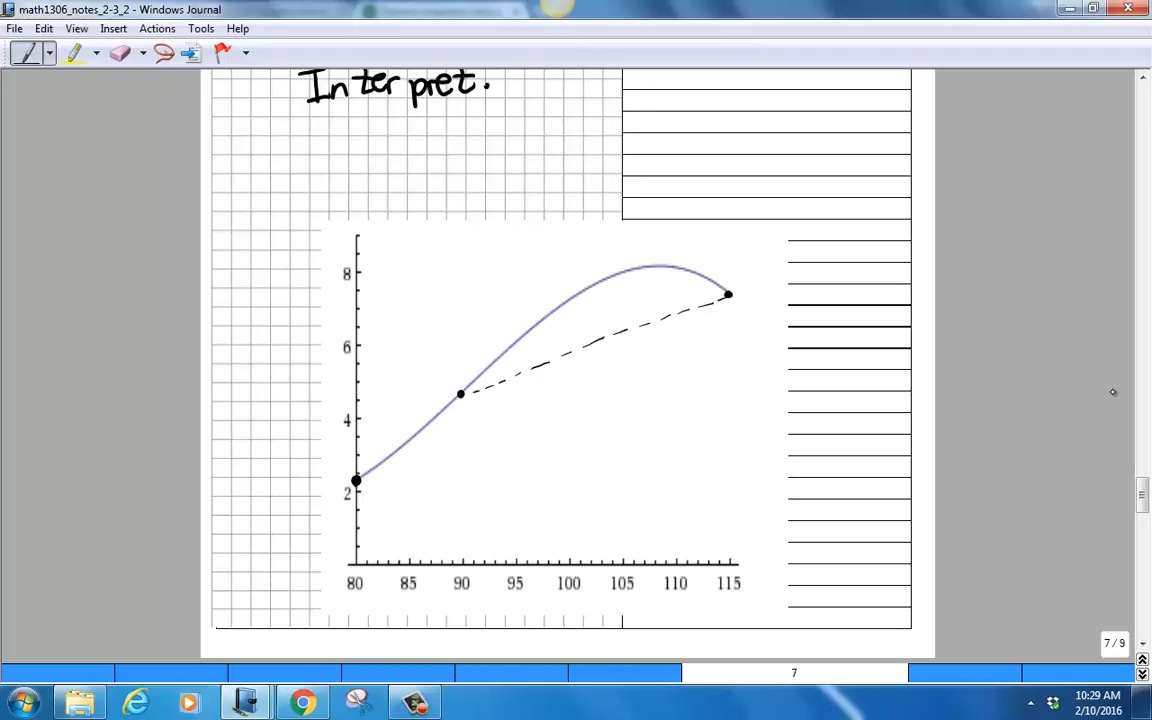 math1306_notes_2-3_2 - Windows Journal
File Edit View Insert Actions Tools Help
Interpret.
8
6
4
2
80 85 90 95 100 105 110 115
7 / 9
7
10:29 AM
2/10/2016